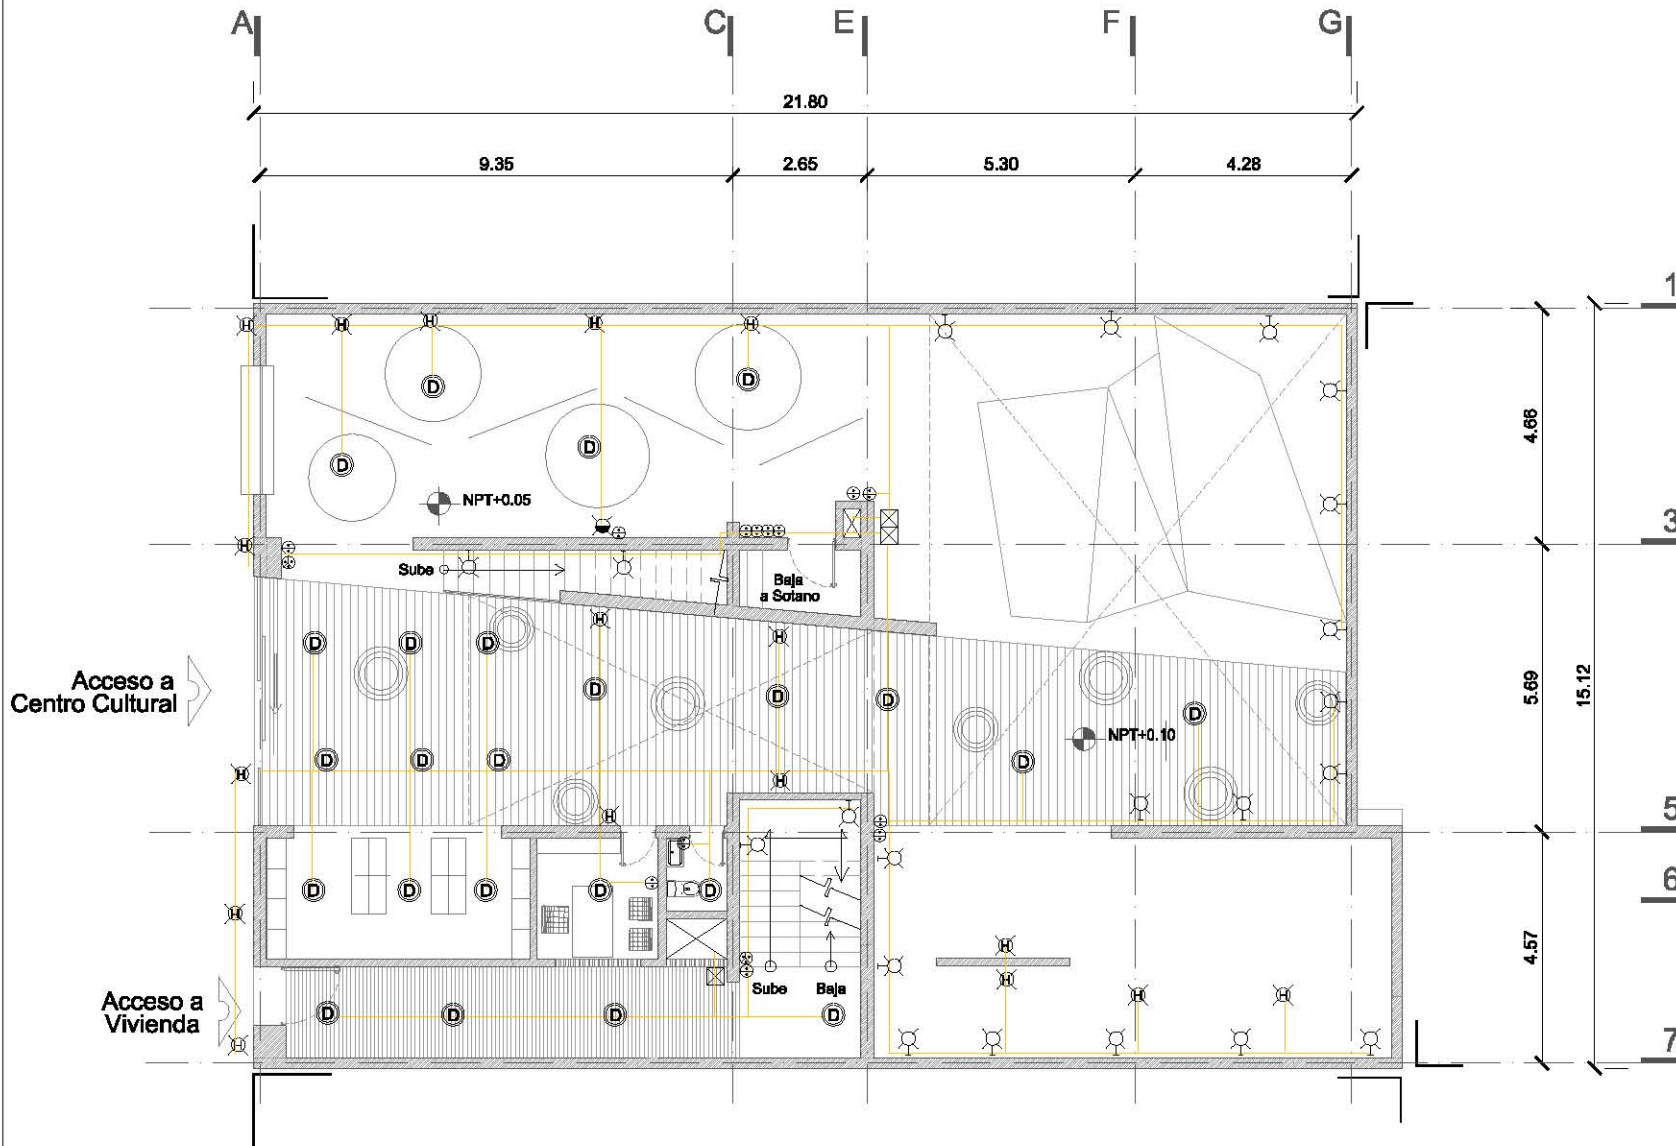 A C E F G
21.80
9.35 2.65 5.30 4.28
1
H H H H H
4.66 15.12
D D
D D
NPT+0.05
3
H
Sube
Baja
a Sotano
H H
D D D
D D D
Acceso a
Centro Cultural
5.69
D
NPT+0.10
D D D D
H H
H
5
D D D D D
6
H
H
4.57
H H H
Acceso a
Vivienda
Sube Baja
D D D D
H
7